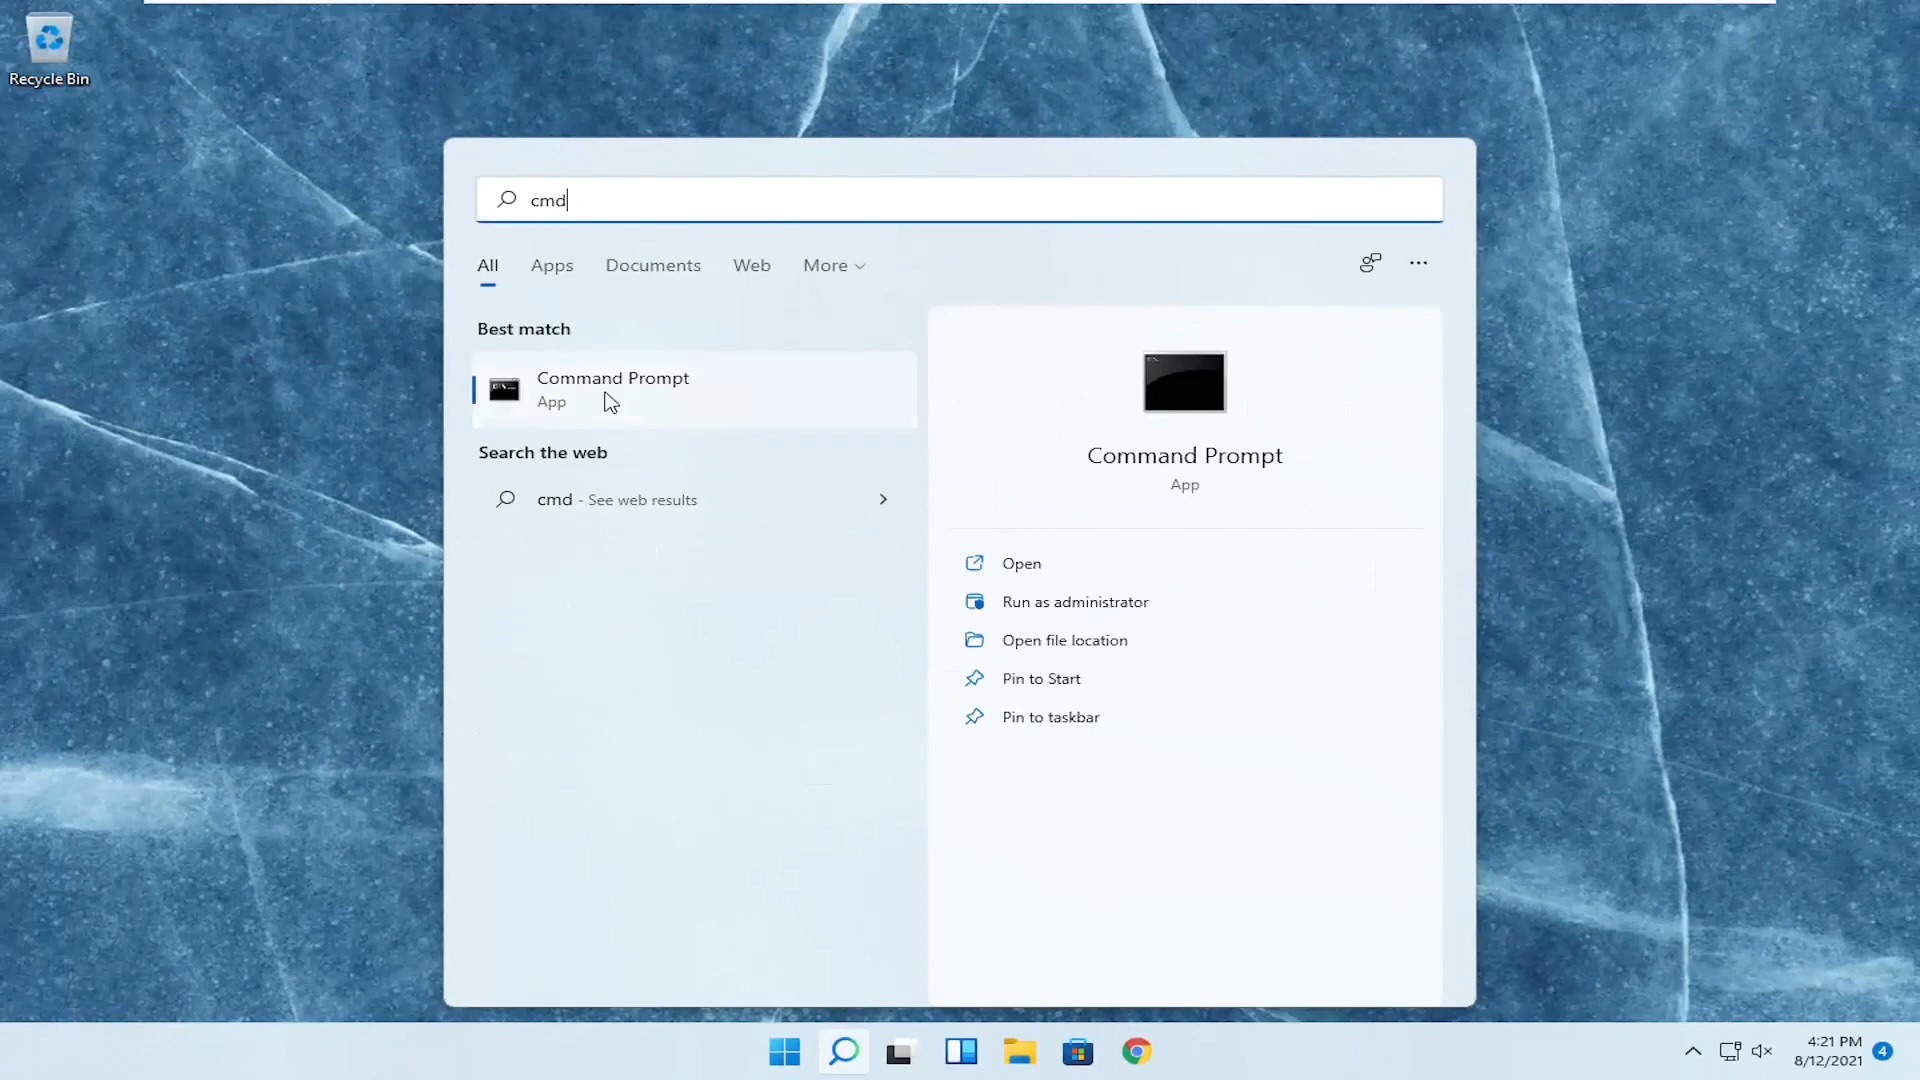 Recycle Bin
cmd
All Apps Documents Web More
Best match
Command Prompt
App
Search the web
cmd - See web results
Command Prompt
App
Open
Run as administrator
Open file location
Pin to Start
Pin to taskbar
4:21 PM
8/12/2021
4